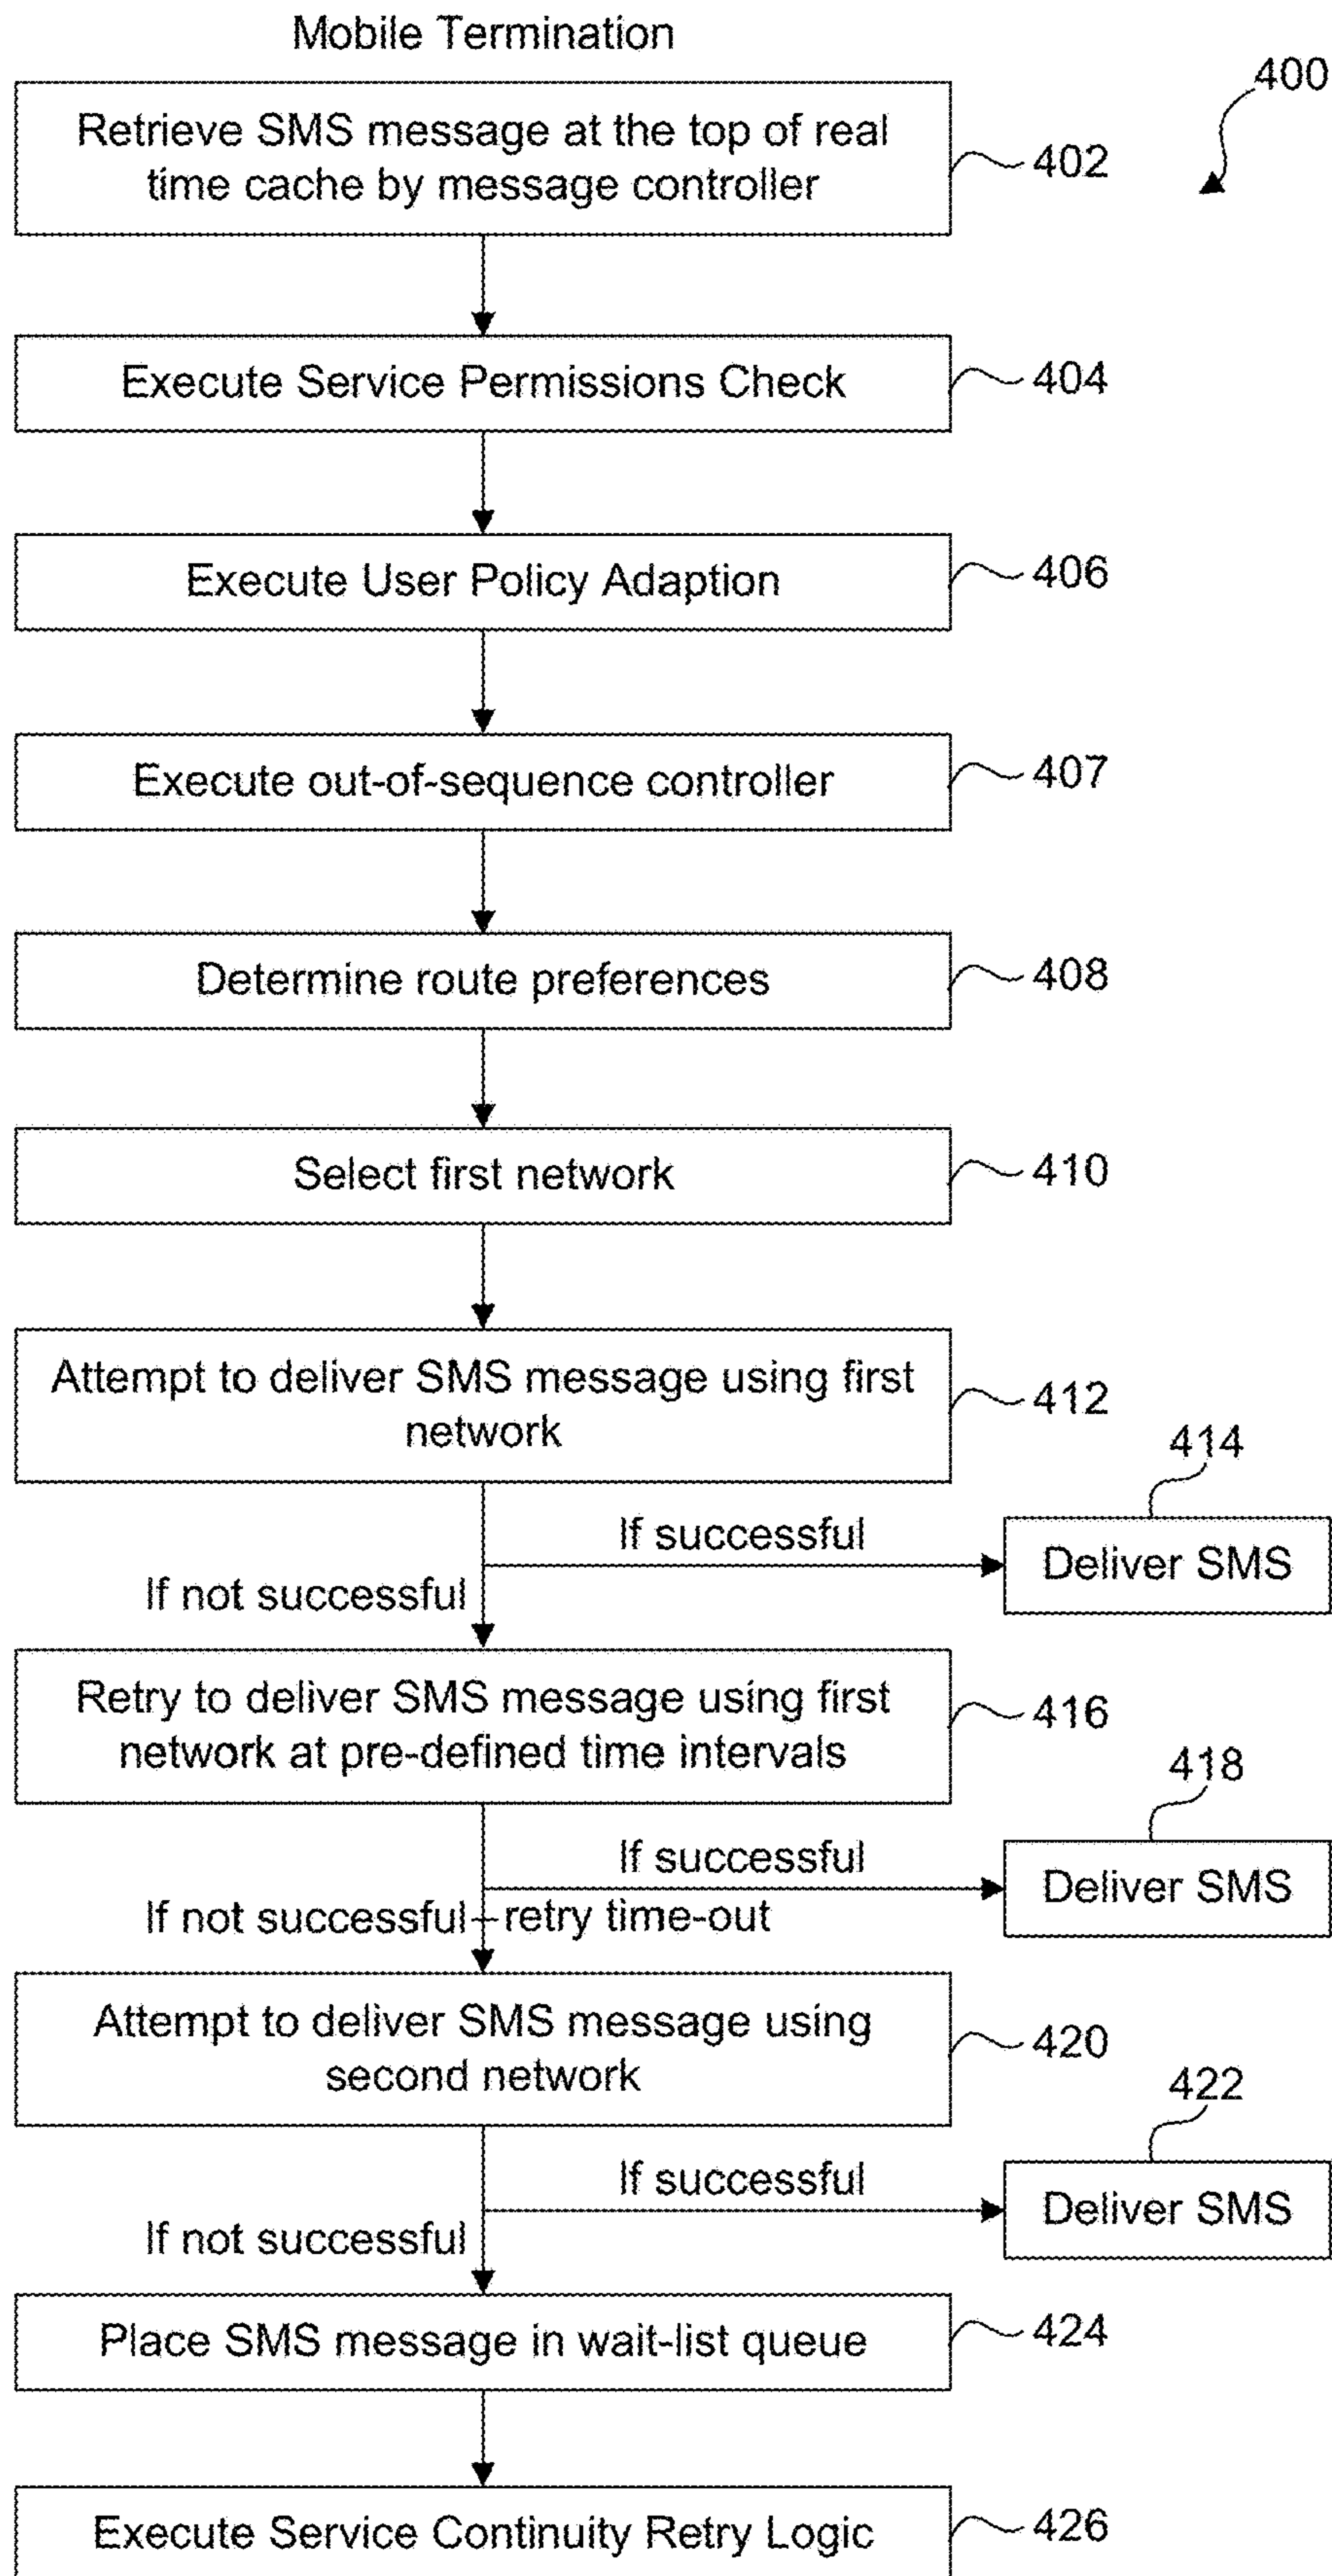 Mobile Termination
400
Retrieve SMS message at the top of real
time cache by message controller
402
Execute Service Permissions Check
404
Execute User Policy Adaption
406
Execute out-of-sequence controller
407
Determine route preferences
408
Select first network
410
Attempt to deliver SMS message using first
network
412
414
If successful
Deliver SMS
If not successful
Retry to deliver SMS message using first
network at pre-defined time intervals
416
418
If successful
Deliver SMS
If not successful
retry time-out
Attempt to deliver SMS message using
second network
420
422
If successful
Deliver SMS
If not successful
Place SMS message in wait-list queue
424
Execute Service Continuity Retry Logic
426